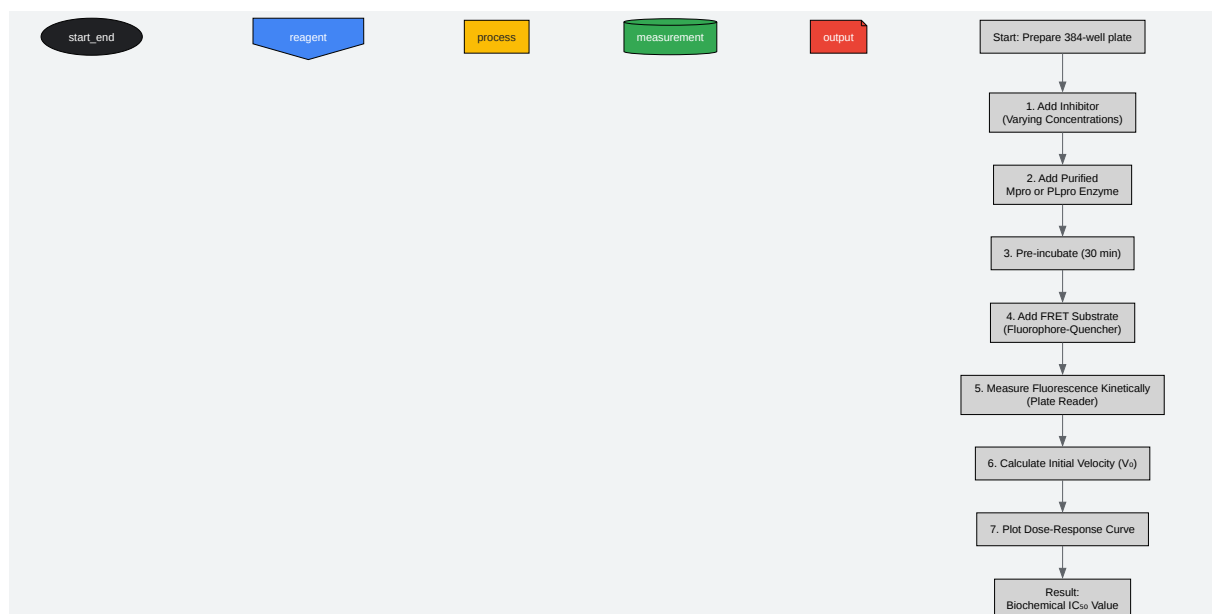 start_end
reagent
process
measurement
output
Start: Prepare 384-well plate
1. Add Inhibitor
(Varying Concentrations)
2. Add Purified
Mpro or PLpro Enzyme
3. Pre-incubate (30 min)
4. Add FRET Substrate
(Fluorophore-Quencher)
5. Measure Fluorescence Kinetically
(Plate Reader)
6. Calculate Initial Velocity (V₀)
7. Plot Dose-Response Curve
Result:
Biochemical IC₅₀ Value